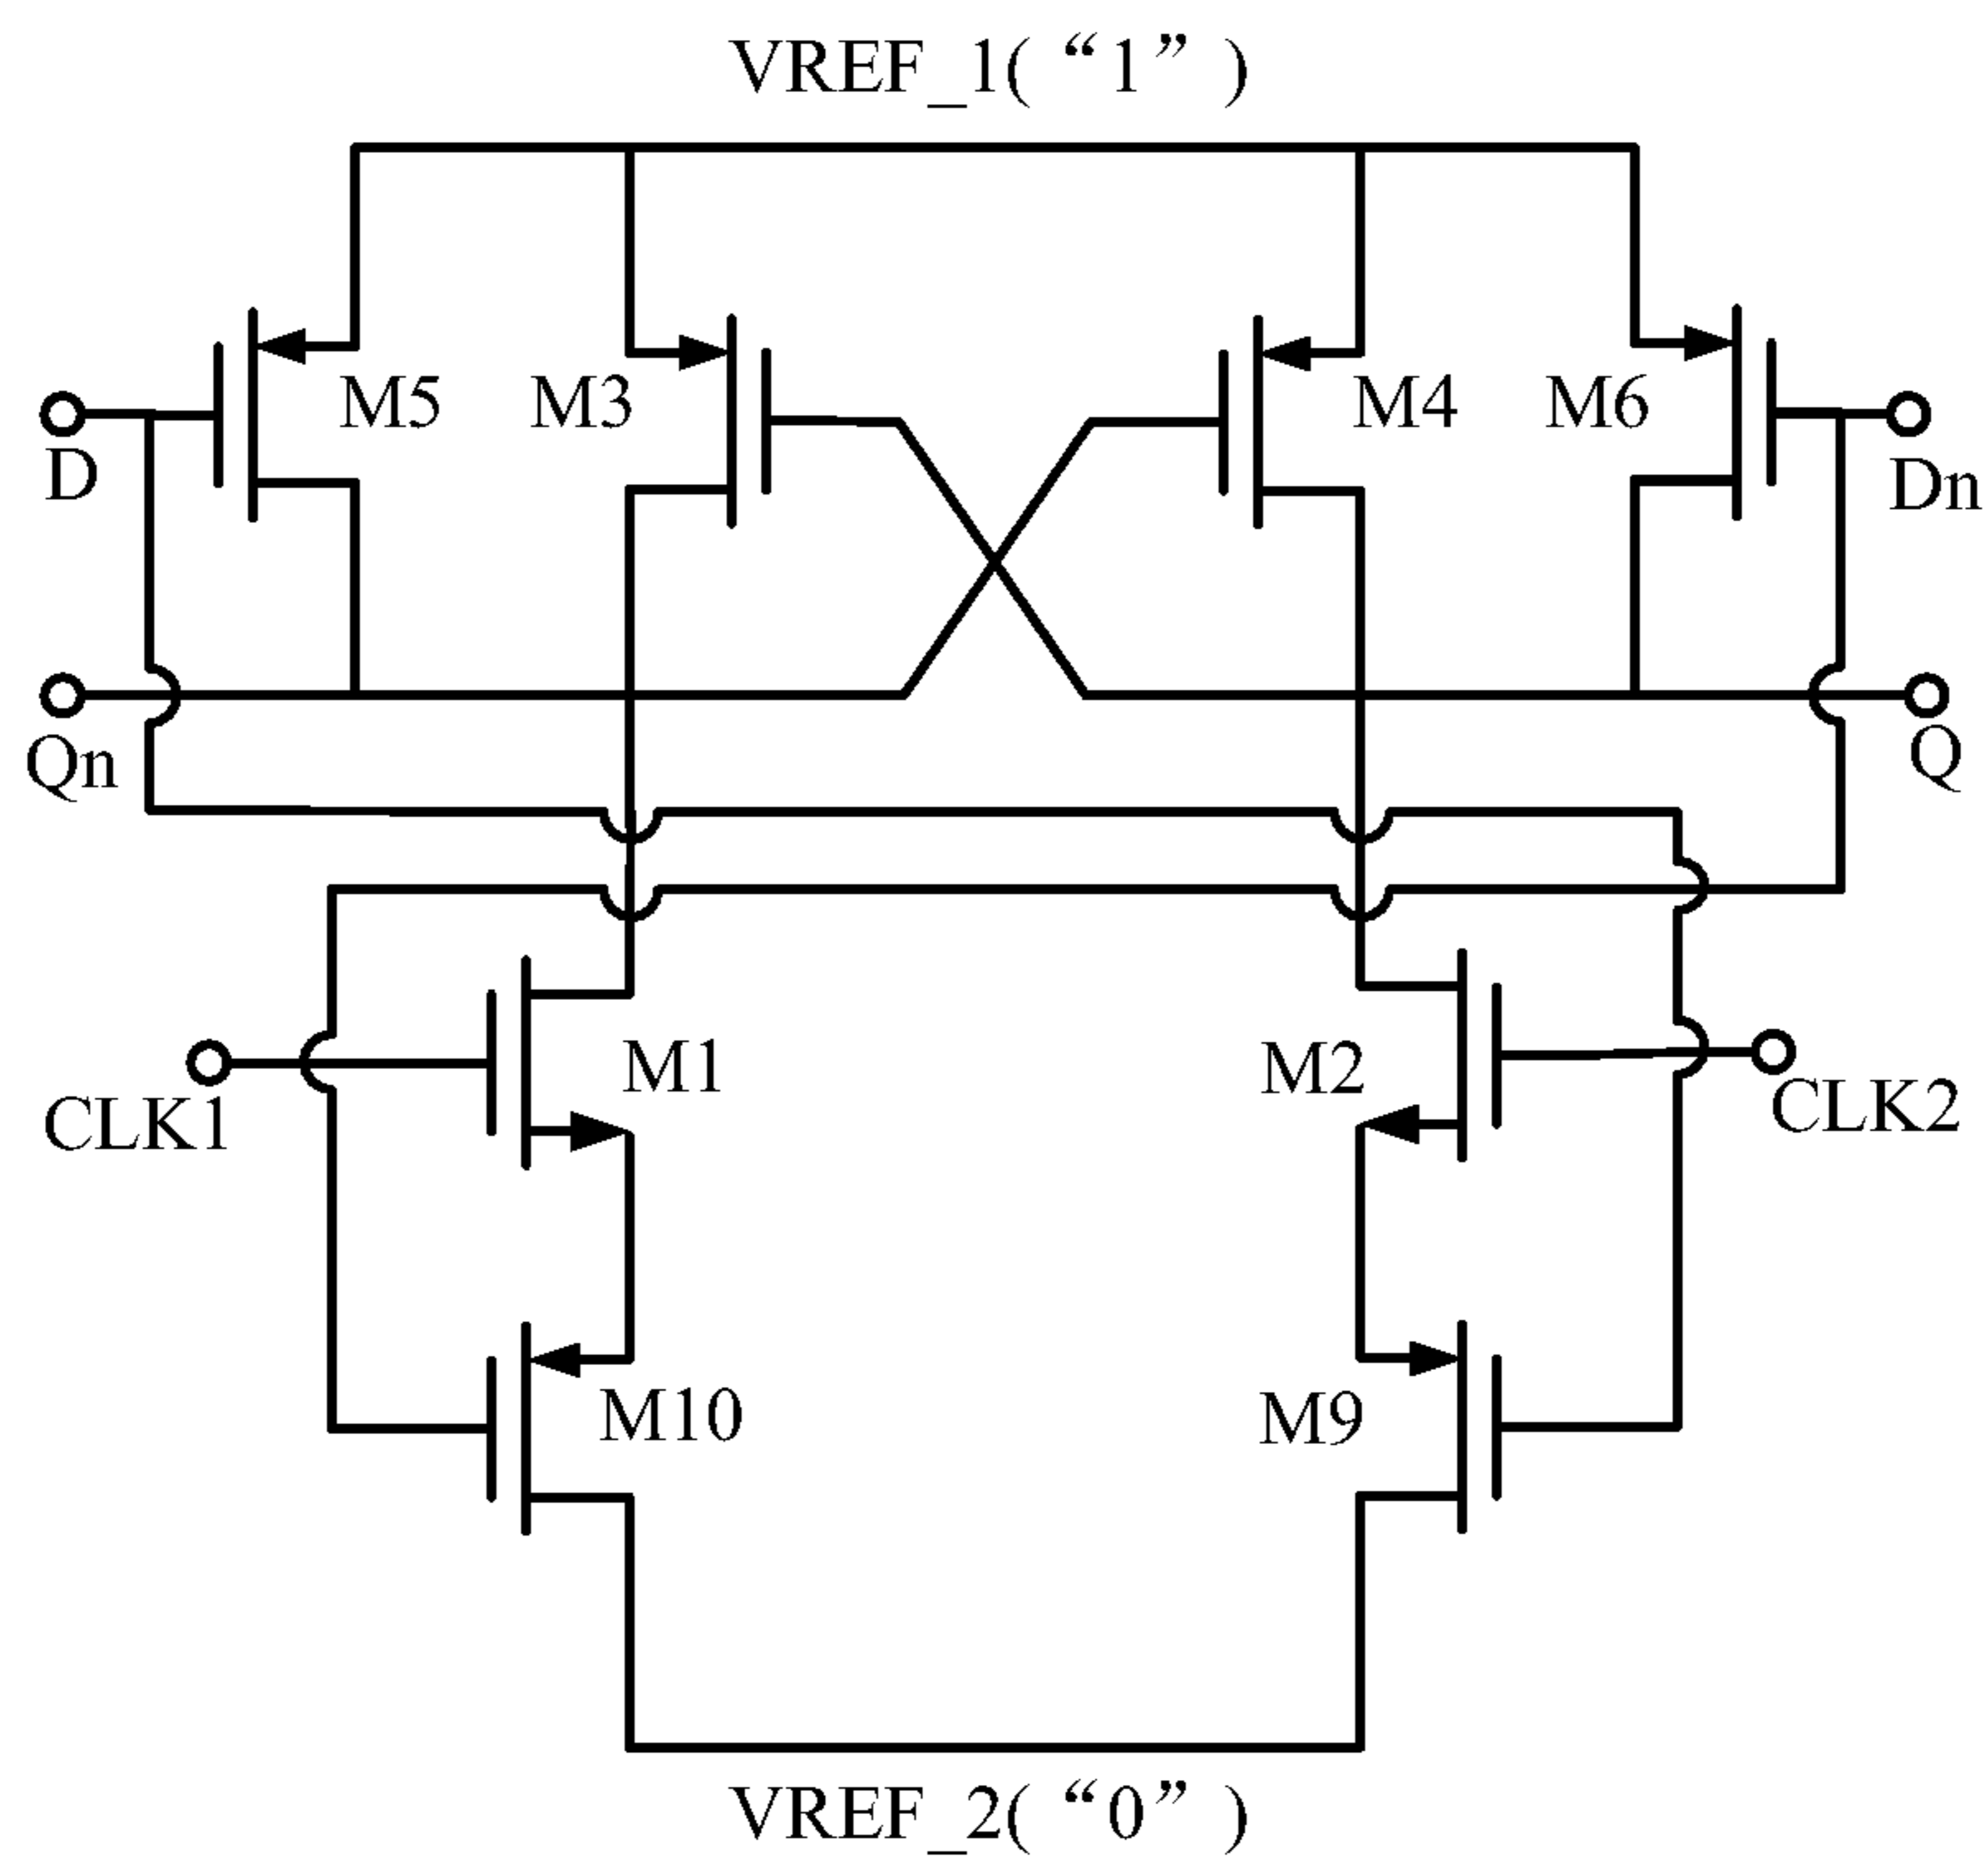 VREF_1(“1”)
M5
M3
M4
M6
D
Dn
Qn
Q
M1
M2
CLK1
CLK2
M10
M9
VREF_2(“0”)